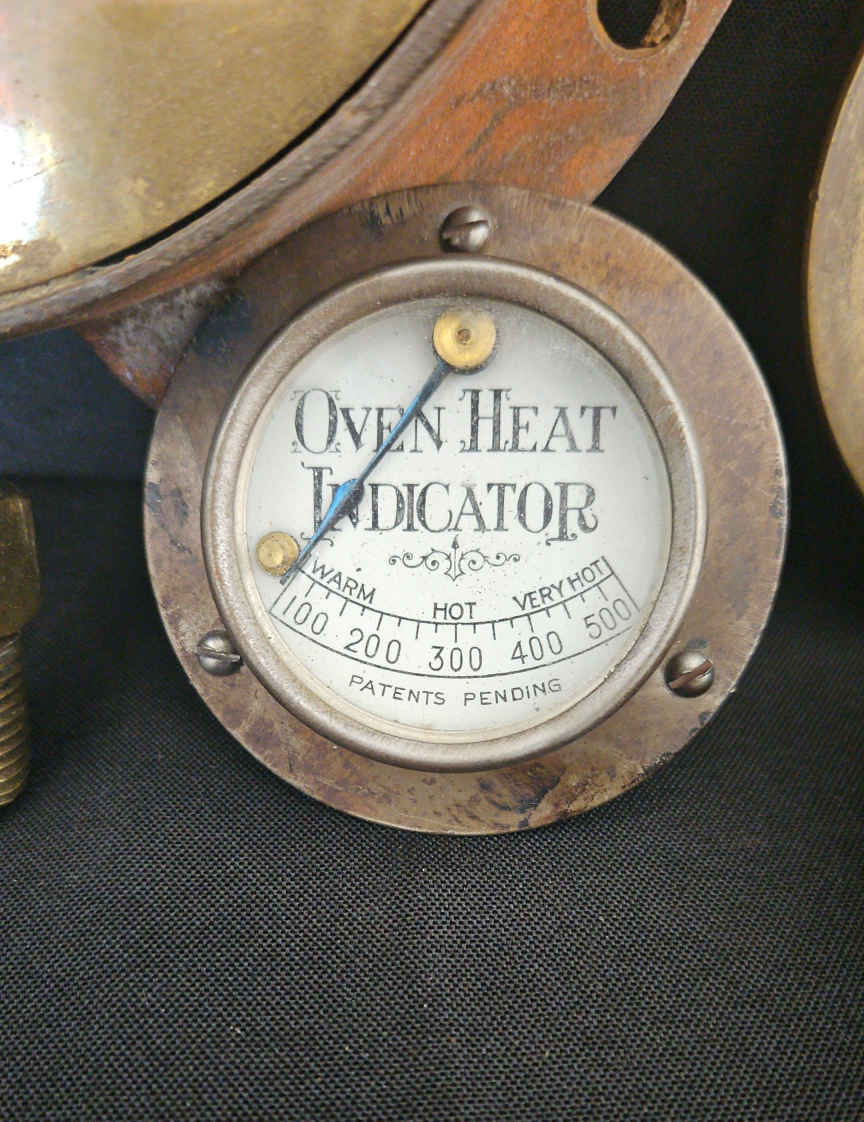 OVEN HEAT
INDICATOR
WARM HOT VERY HOT
100 200 300 400 500
PATENTS PENDING